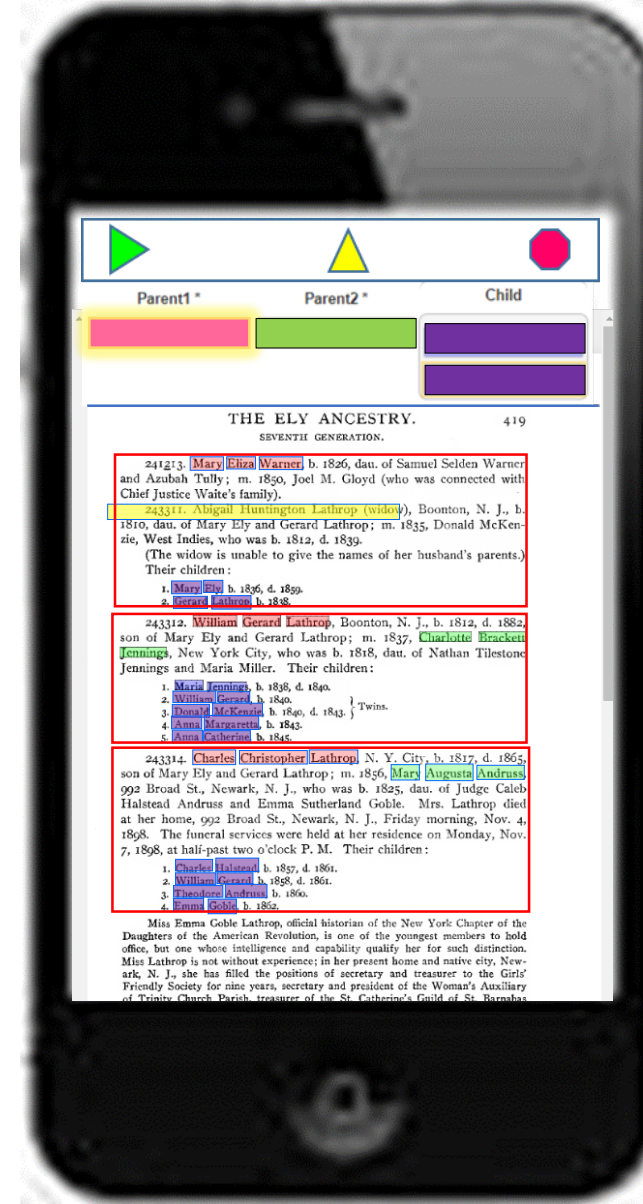 Parent1 * Parent2 * Child
THE ELY ANCESTRY. 419
SEVENTH GENERATION.
241213. Mary Eliza Warner, b. 1826, dau. of Samuel Selden Warner
and Azubah Tully; m. 1850, Joel M. Gloyd (who was connected with
Chief Justice Waite's family).
243311. Abigail Huntington Lathrop (widow), Boonton, N. J., b.
1810, dau. of Mary Ely and Gerard Lathrop; m. 1835, Donald McKen-
zie, West Indies, who was b. 1812, d. 1839.
(The widow is unable to give the names of her husband's parents.)
Their children :
1. Mary Ely, b. 1836, d. 1859.
2. Gerard Lathrop, b. 1838.
243312. William Gerard Lathrop, Boonton, N. J., b. 1812, d. 1882,
son of Mary Ely and Gerard Lathrop; m. 1837, Charlotte Brackett
Jennings, New York City, who was b. 1818, dau. of Nathan Tilestone
Jennings and Maria Miller. Their children:
1. Maria Jennings, b. 1838, d. 1840.
2. William Gerard, b. 1840.
3. Donald McKenzie, b. 1840, d. 1843. } Twins.
4. Anna Margaretta, b. 1843.
5. Anna Catherine, b. 1845.
243314. Charles Christopher Lathrop, N. Y. City, b. 1817, d. 1865,
son of Mary Ely and Gerard Lathrop; m. 1856, Mary Augusta Andruss,
992 Broad St., Newark, N. J., who was b. 1825, dau. of Judge Caleb
Halstead Andruss and Emma Sutherland Goble. Mrs. Lathrop died
at her home, 992 Broad St., Newark, N. J., Friday morning, Nov. 4,
1898. The funeral services were held at her residence on Monday, Nov.
7, 1898, at half-past two o'clock P. M. Their children :
1. Charles Halstead, b. 1857, d. 1861.
2. William Gerard, b. 1858, d. 1861.
3. Theodore Andruss, b. 1860.
4. Emma Goble, b. 1862.
Miss Emma Goble Lathrop, official historian of the New York Chapter of the
Daughters of the American Revolution, is one of the youngest members to hold
office, but one whose intelligence and capability qualify her for such distinction.
Miss Lathrop is not without experience; in her present home and native city, New-
ark, N. J., she has filled the positions of secretary and treasurer to the Girls'
Friendly Society for nine years, secretary and president of the Woman's Auxiliary
of Trinity Church Parish, treasurer of the St. Catherine's Guild of St. Barnabas